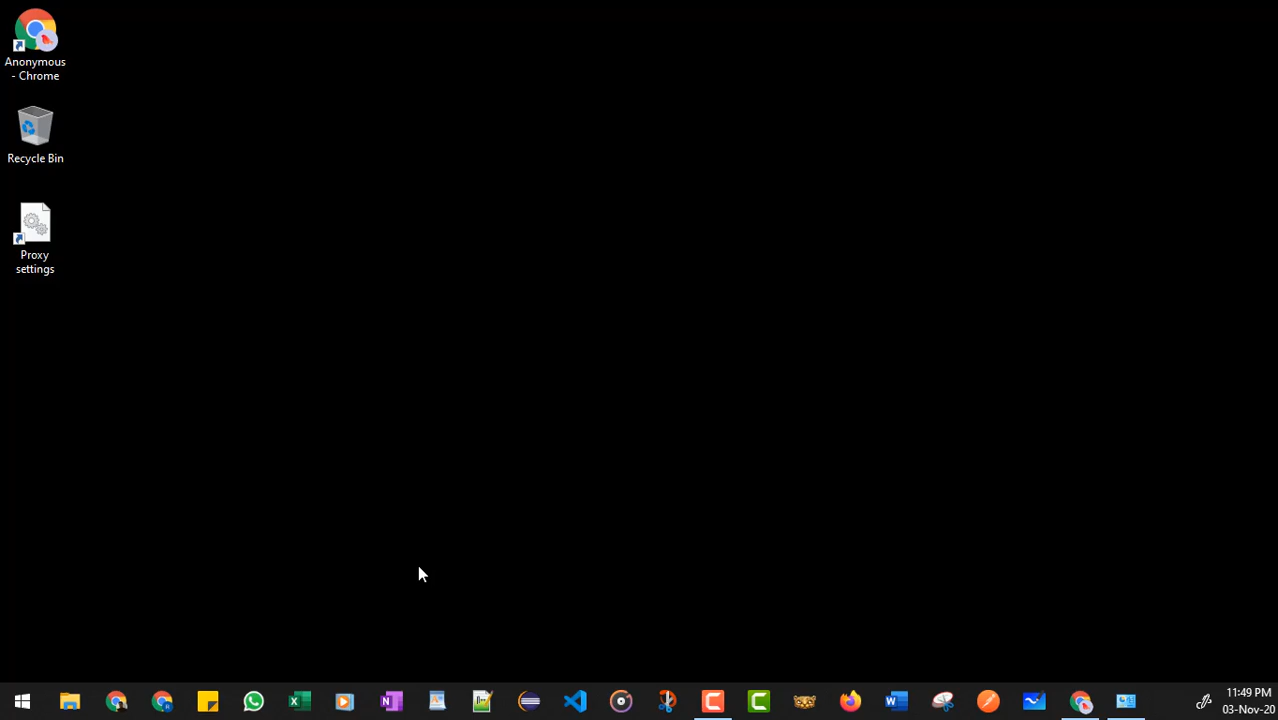 Anonymous
- Chrome
Recycle Bin
Proxy
settings
11:49 PM
03-Nov-20